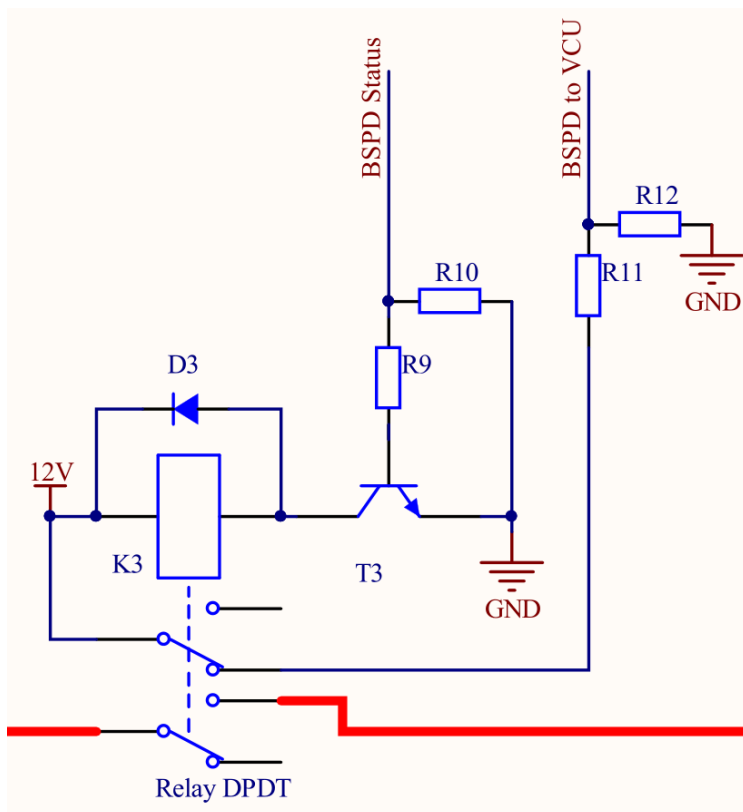 BSPD Status
BSPD to VCU
R12
R10
R11
GND
R9
D3
12V
K3
T3
GND
Relay DPDT